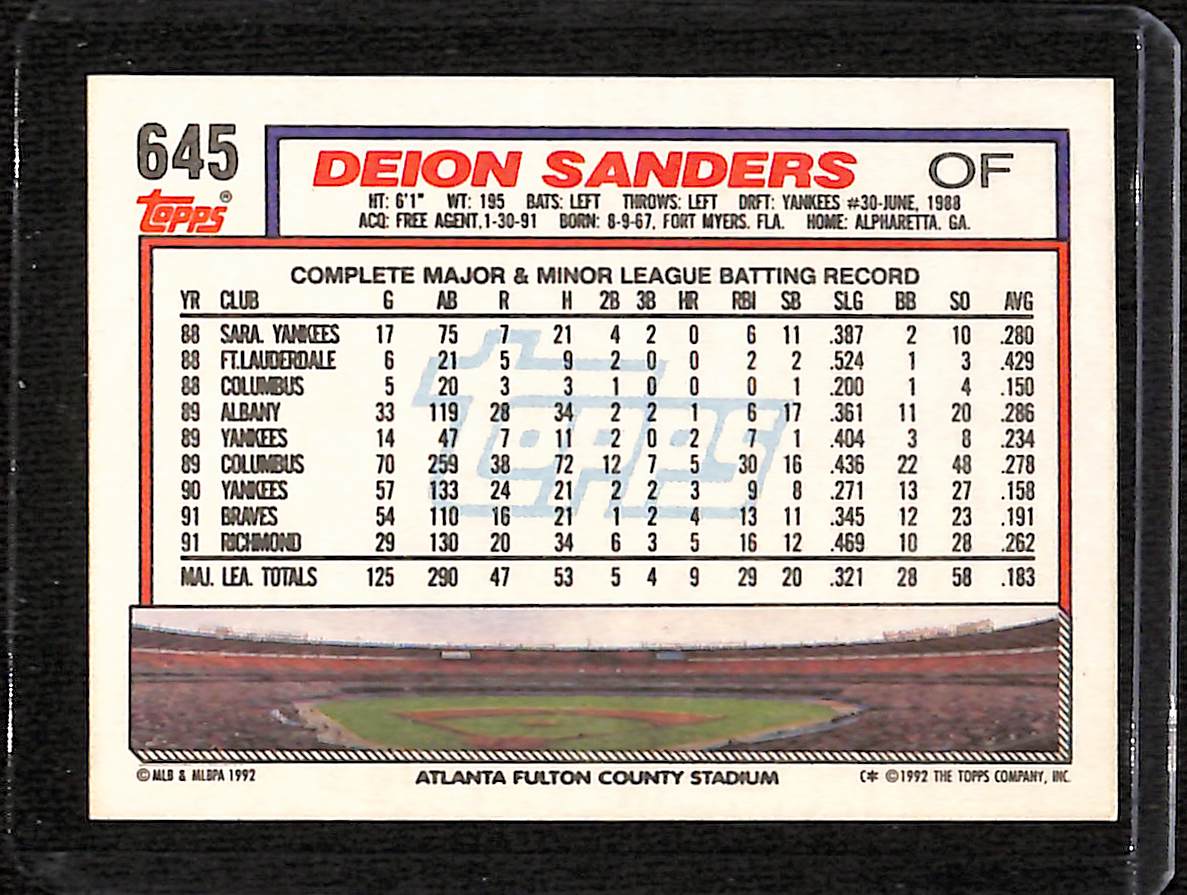 645
DEION SANDERS OF
Topps®
HT: 6'1" WT: 195 BATS: LEFT THROWS: LEFT DRFT: YANKEES #30-JUNE, 1988
ACQ: FREE AGENT, 1-30-91 BORN: 8-9-67, FORT MYERS, FLA. HOME: ALPHARETTA, GA.
COMPLETE MAJOR & MINOR LEAGUE BATTING RECORD
YR CLUB G AB R H 2B 3B HR RBI SB SLG BB SO AVG
88 SARA. YANKEES 17 75 7 21 4 2 0 6 11 .387 2 10 .280
88 FT.LAUDERDALE 6 21 5 9 2 0 0 2 2 .524 1 3 .429
88 COLUMBUS 5 20 3 3 1 0 0 0 1 .200 1 4 .150
89 ALBANY 33 119 28 34 2 2 1 6 17 .361 11 20 .286
89 YANKEES 14 47 7 11 2 0 2 7 1 .404 3 8 .234
89 COLUMBUS 70 259 38 72 12 7 5 30 16 .436 22 48 .278
90 YANKEES 57 133 24 21 2 2 3 9 8 .271 13 27 .158
91 BRAVES 54 110 16 21 1 2 4 13 11 .345 12 23 .191
91 RICHMOND 29 130 20 34 6 3 5 16 12 .469 10 28 .262
MAJ. LEA. TOTALS 125 290 47 53 5 4 9 29 20 .321 28 58 .183
Topps
© MLB & MLBPA 1992 ATLANTA FULTON COUNTY STADIUM C* ©1992 THE TOPPS COMPANY, INC.